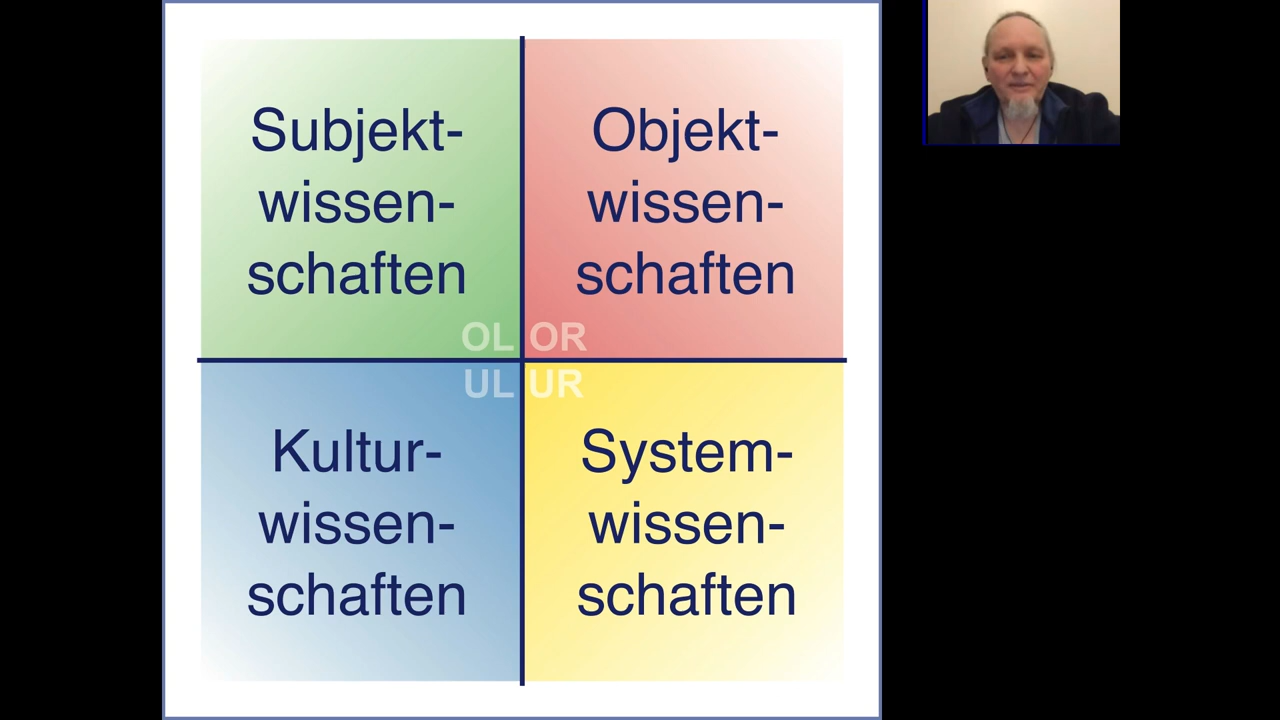 Subjekt-
wissen-
schaften
Objekt-
wissen-
schaften
OL OR
UL UR
Kultur-
wissen-
schaften
System-
wissen-
schaften